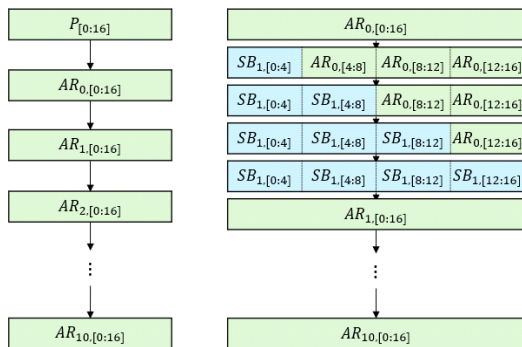 P[0:16]
AR0,[0:16]
AR1,[0:16]
AR2,[0:16]
⋮
AR10,[0:16]
AR0,[0:16]
SB1,[0:4] AR0,[4:8] AR0,[8:12] AR0,[12:16]
SB1,[0:4] SB1,[4:8] AR0,[8:12] AR0,[12:16]
SB1,[0:4] SB1,[4:8] SB1,[8:12] AR0,[12:16]
SB1,[0:4] SB1,[4:8] SB1,[8:12] SB1,[12:16]
AR1,[0:16]
⋮
AR10,[0:16]